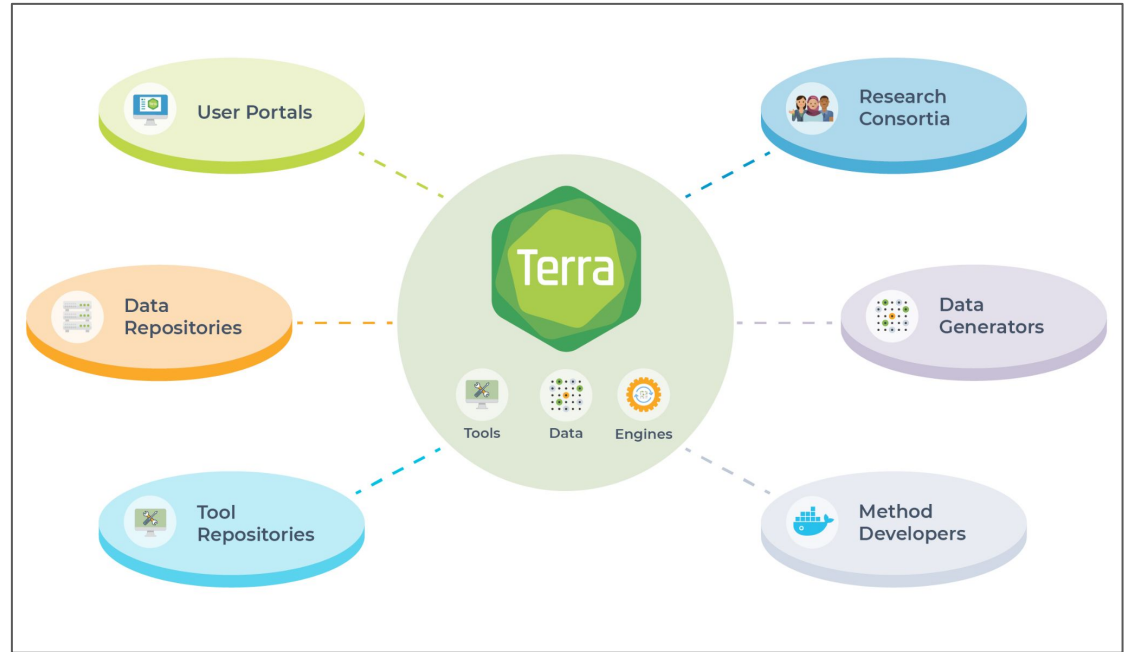 User Portals
Research
Consortia
Terra
Data
Repositories
Data
Generators
Tools
Data
Engines
Tool
Repositories
Method
Developers